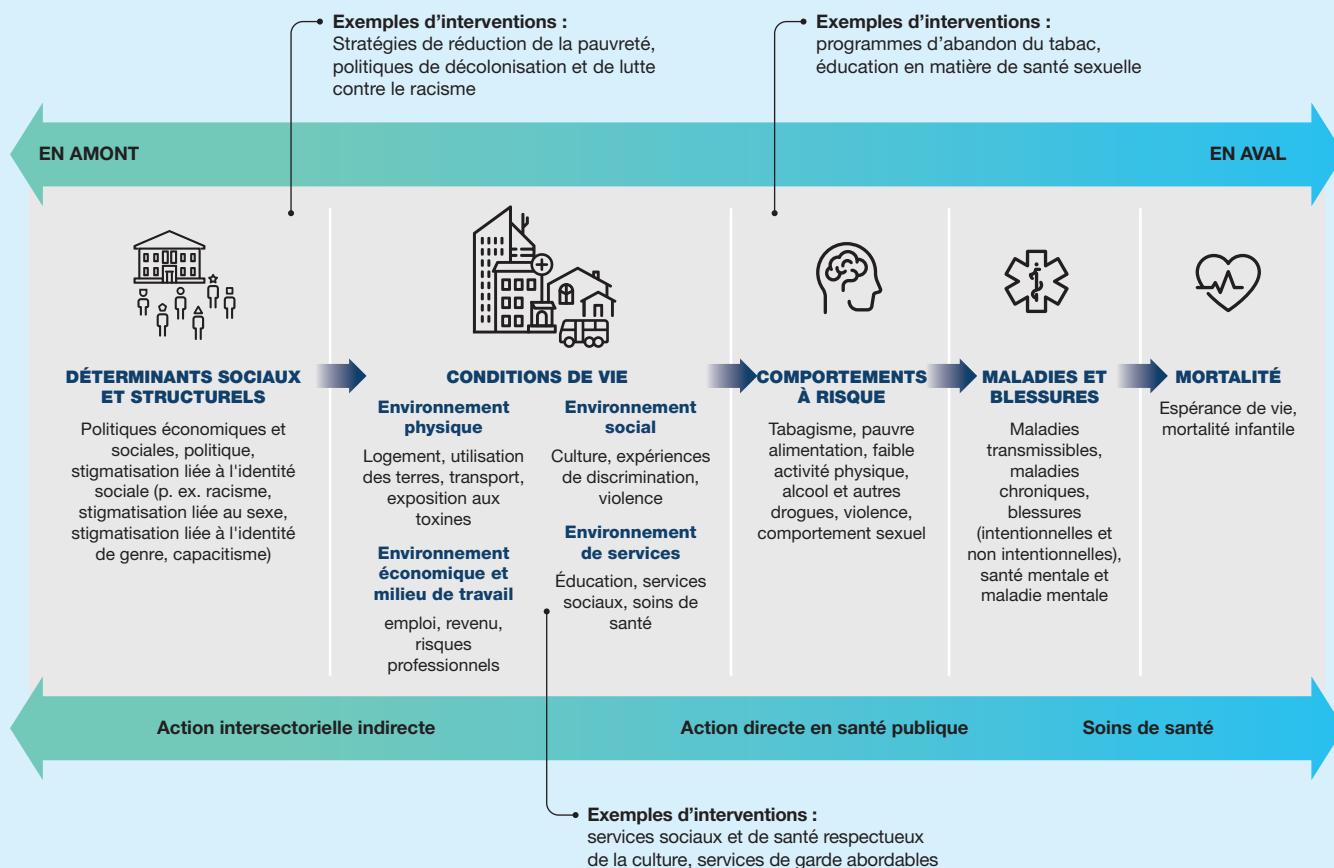 Exemples d’interventions :
Stratégies de réduction de la pauvreté,
politiques de décolonisation et de lutte
contre le racisme
Exemples d’interventions :
programmes d’abandon du tabac,
éducation en matière de santé sexuelle
EN AMONT
EN AVAL
DÉTERMINANTS SOCIAUX
ET STRUCTURELS
Politiques économiques et
sociales, politique,
stigmatisation liée à l'identité
sociale (p. ex. racisme,
stigmatisation liée au sexe,
stigmatisation liée à l'identité
de genre, capacitisme)
CONDITIONS DE VIE
Environnement
physique
Logement, utilisation
des terres, transport,
exposition aux
toxines
Environnement
économique et
milieu de travail
emploi, revenu,
risques
professionnels
Environnement
social
Culture, expériences
de discrimination,
violence
Environnement
de services
Éducation, services
sociaux, soins de
santé
COMPORTEMENTS
À RISQUE
Tabagisme, pauvre
alimentation, faible
activité physique,
alcool et autres
drogues, violence,
comportement sexuel
MALADIES ET
BLESSURES
Maladies
transmissibles,
maladies
chroniques,
blessures
(intentionnelles et
non intentionnelles),
santé mentale et
maladie mentale
MORTALITÉ
Espérance de vie,
mortalité infantile
Action intersectorielle indirecte
Action directe en santé publique
Soins de santé
Exemples d’interventions :
services sociaux et de santé respectueux
de la culture, services de garde abordables